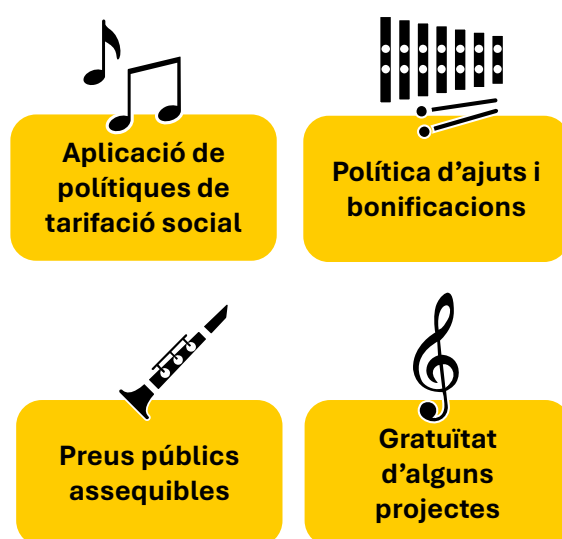 Aplicació de
polítiques de
tarifació social
Política d’ajuts i
bonificacions
Preus públics
assequibles
Gratuïtat
d’alguns
projectes